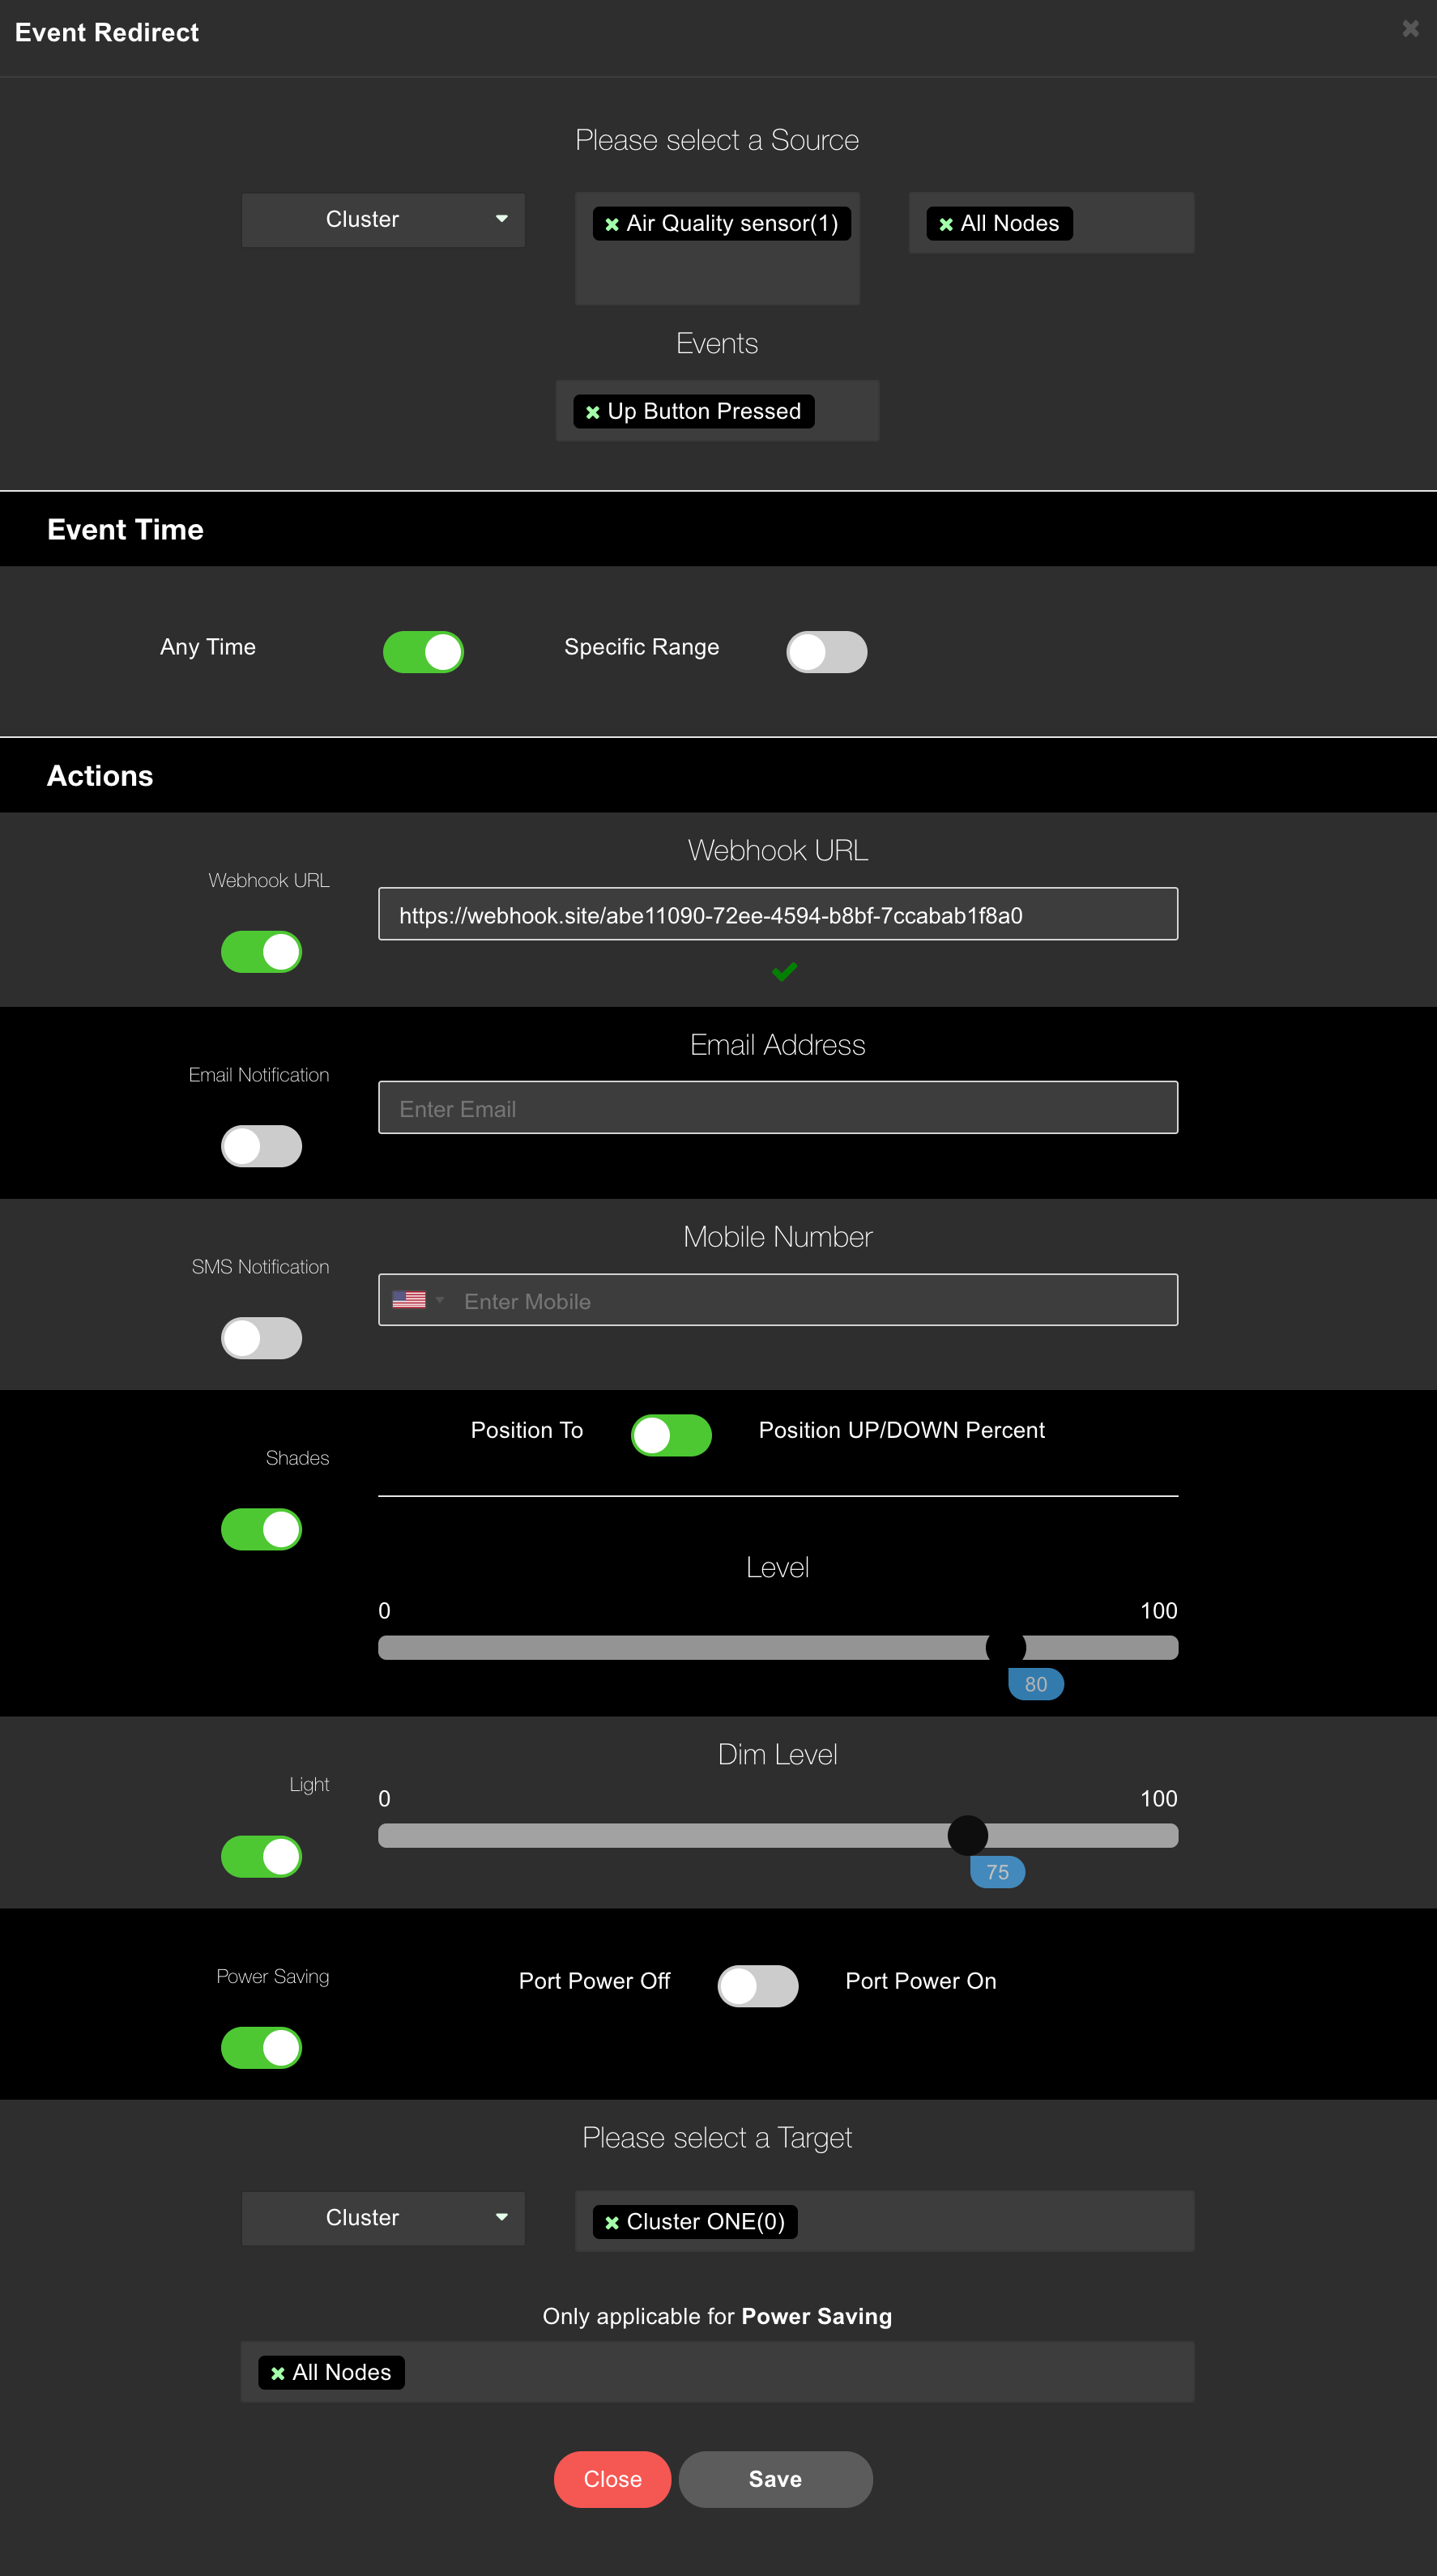 Event Redirect
Please select a Source
Cluster
Air Quality sensor(1)
All Nodes
Events
Up Button Pressed
Event Time
Any Time
Specific Range
Actions
Webhook URL
Webhook URL
https://webhook.site/abe11090-72ee-4594-b8bf-7ccabab1f8a0
Email Address
Email Notification
Enter Email
Mobile Number
SMS Notification
Enter Mobile
Position To
Position UP/DOWN Percent
Shades
Level
0
100
80
Dim Level
Light
0
100
75
Power Saving
Port Power Off
Port Power On
Please select a Target
Cluster
Cluster ONE(0)
Only applicable for Power Saving
All Nodes
Close
Save